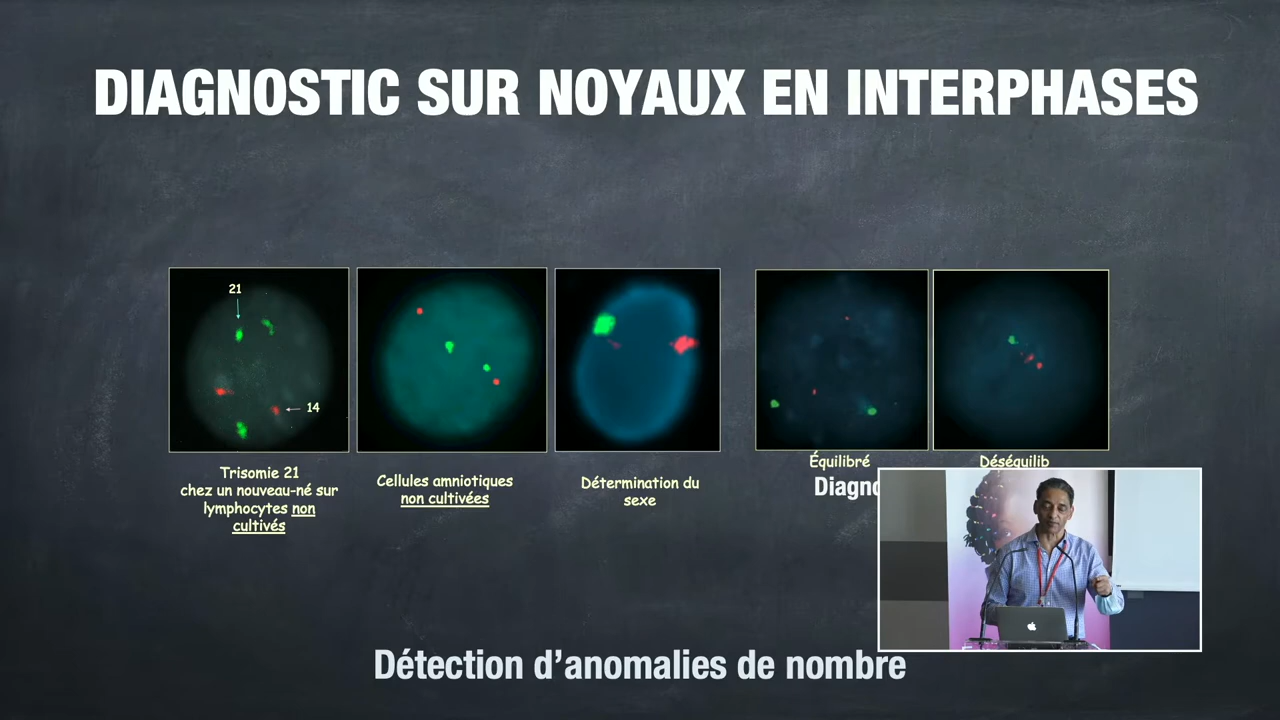 DIAGNOSTIC SUR NOYAUX EN INTERPHASES
21
14
Trisomie 21
chez un nouveau-né sur
lymphocytes non
cultivés
Cellules amniotiques
non cultivées
Détermination du
sexe
Équilibré
Déséquilib
Détection d’anomalies de nombre